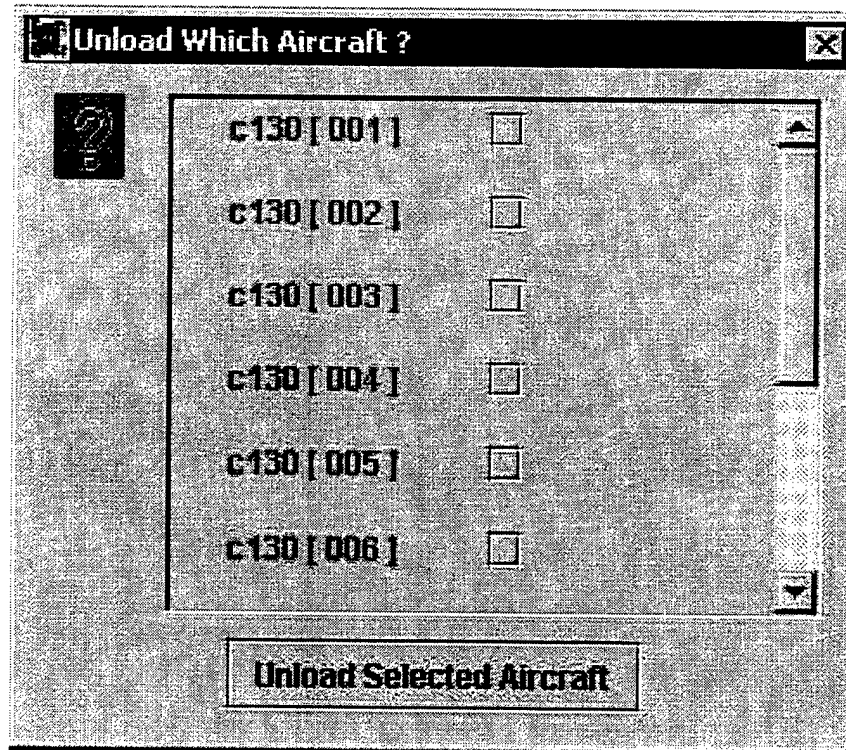 Unload Which Aircraft ?
c130 [ 001 ]
c130 [ 002 ]
c130 [ 003 ]
c130 [ 004 ]
c130 [ 005 ]
c130 [ 006 ]
Unload Selected Aircraft